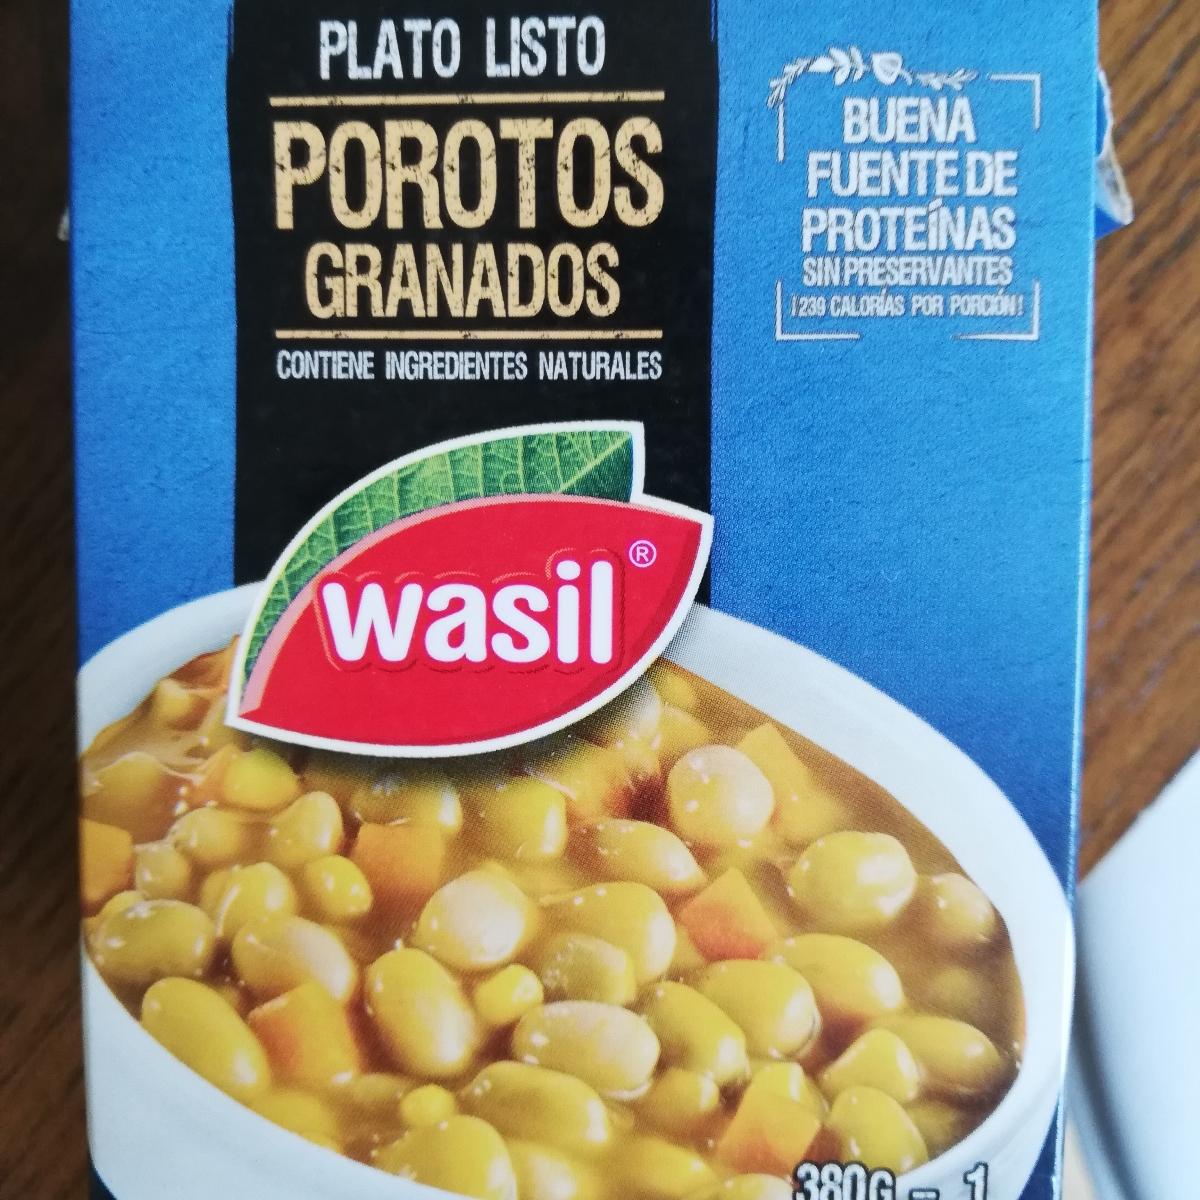 PLATO LISTO
POROTOS
GRANADOS
CONTIENE INGREDIENTES NATURALES
BUENA
FUENTE DE
PROTEÍNAS
SIN PRESERVANTES
¡239 CALORÍAS POR PORCIÓN!
wasil®
380G - 1